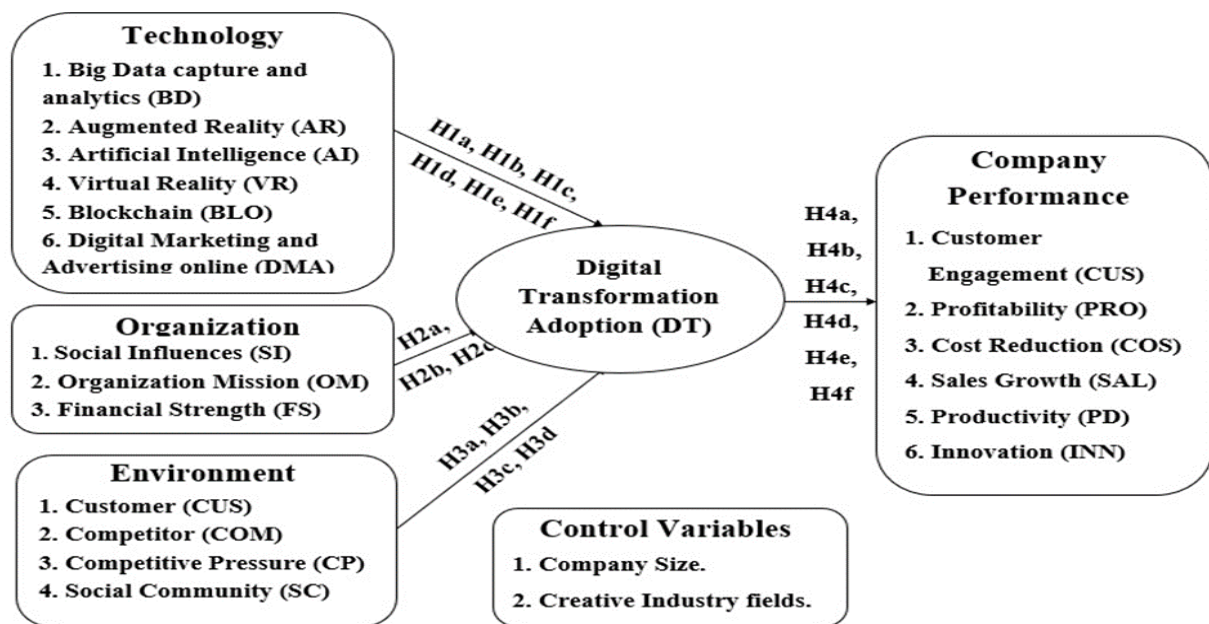 Technology
1. Big Data capture and
analytics (BD)
2. Augmented Reality (AR)
3. Artificial Intelligence (AI)
4. Virtual Reality (VR)
5. Blockchain (BLO)
6. Digital Marketing and
Advertising online (DMA)
Organization
1. Social Influences (SI)
2. Organization Mission (OM)
3. Financial Strength (FS)
Environment
1. Customer (CUS)
2. Competitor (COM)
3. Competitive Pressure (CP)
4. Social Community (SC)
H1a, H1b, H1c,
H1d, H1e, H1f
H2a,
H2b, H2c
H3a, H3b,
H3c, H3d
Digital
Transformation
Adoption (DT)
H4a,
H4b,
H4c,
H4d,
H4e,
H4f
Company
Performance
1. Customer
Engagement (CUS)
2. Profitability (PRO)
3. Cost Reduction (COS)
4. Sales Growth (SAL)
5. Productivity (PD)
6. Innovation (INN)
Control Variables
1. Company Size.
2. Creative Industry fields.